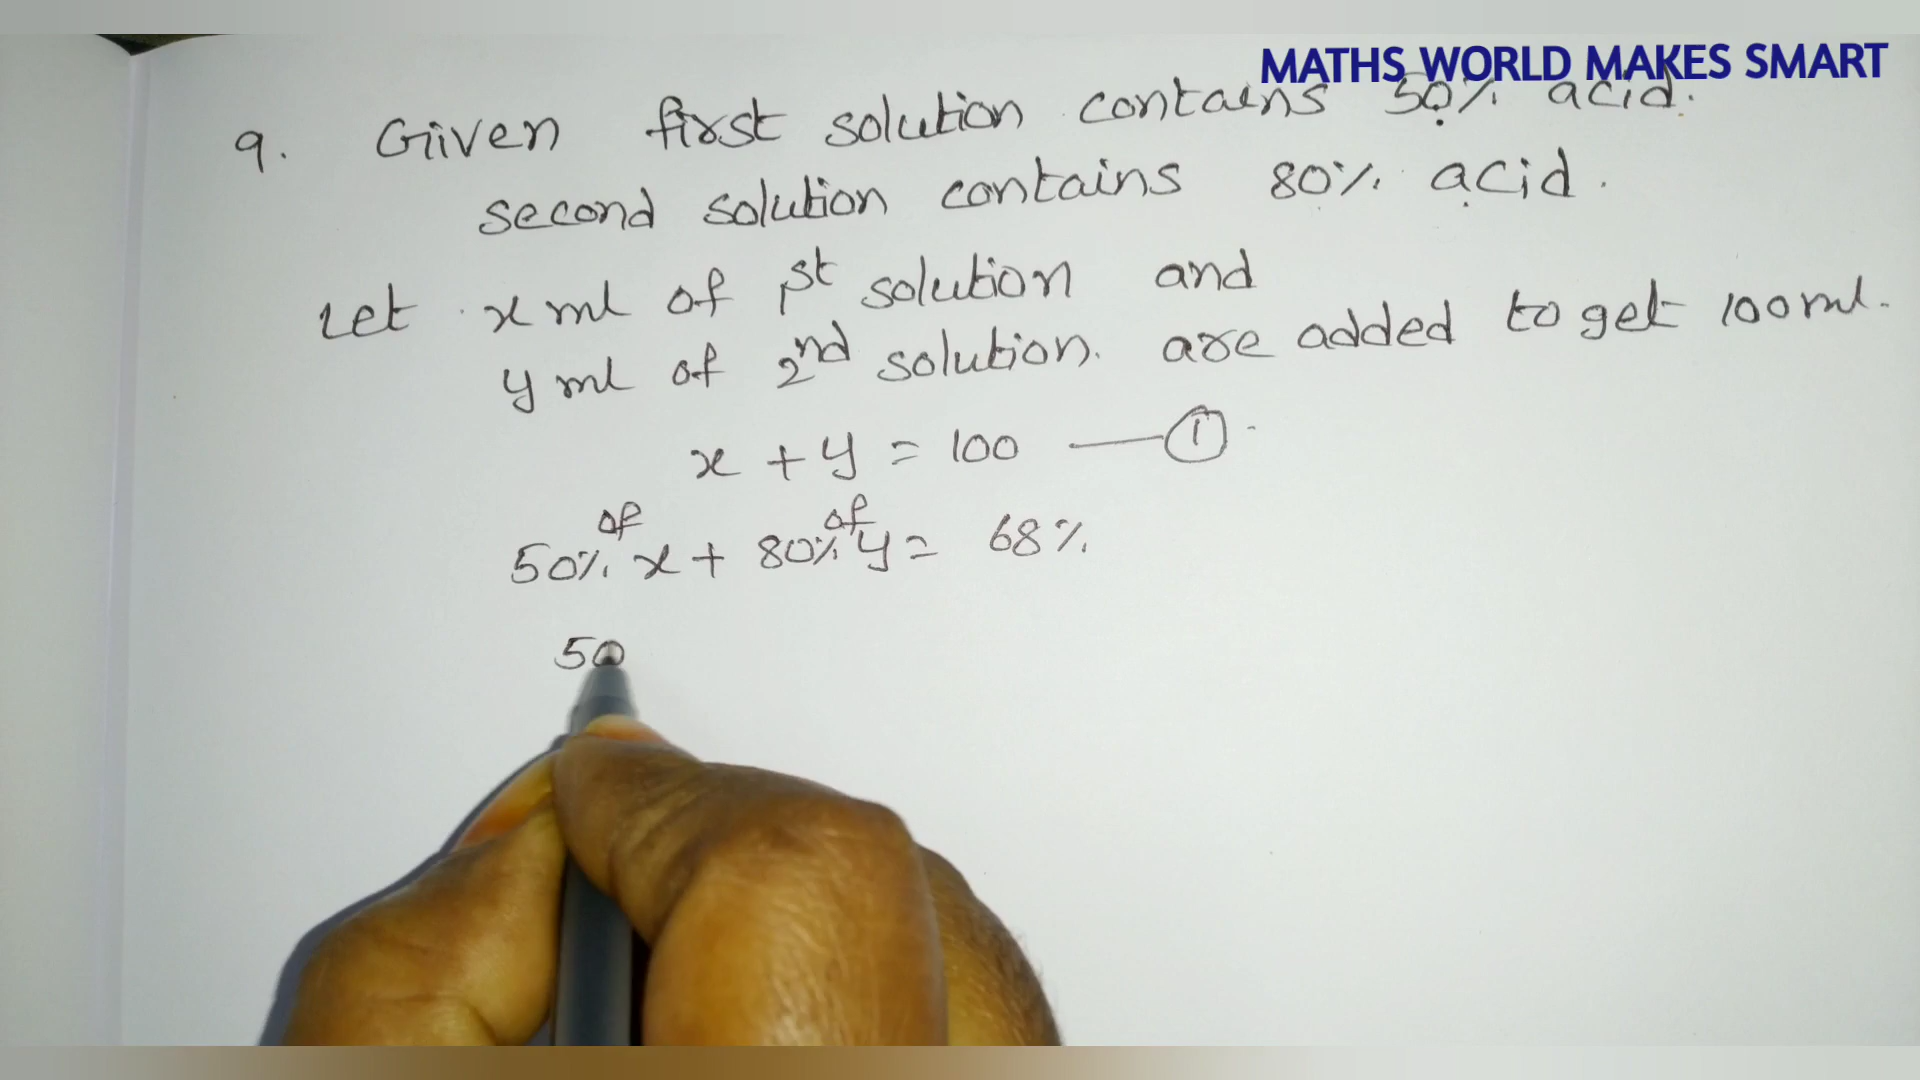 MATHS WORLD MAKES SMART
9. Given first solution contains 50% acid.
second solution contains 80% acid.
Let x ml of 1st solution and
y ml of 2nd solution. are added to get 100ml.
x + y = 100 — 1
50% of x + 80% of y = 68%
50